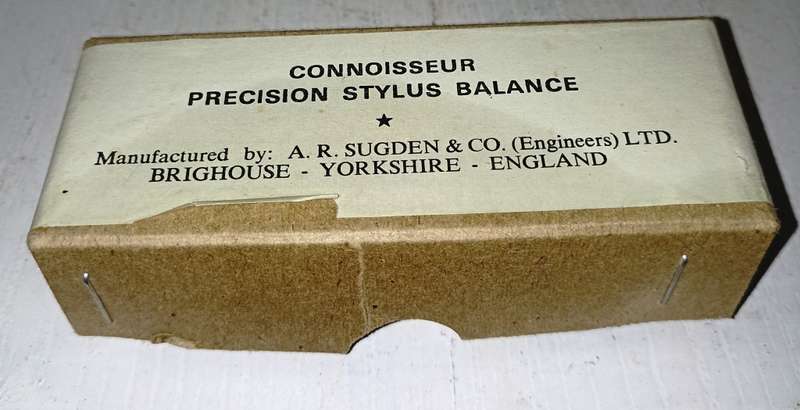 CONNOISSEUR
PRECISION STYLUS BALANCE
★
Manufactured by: A. R. SUGDEN & CO. (Engineers) LTD.
BRIGHOUSE - YORKSHIRE - ENGLAND